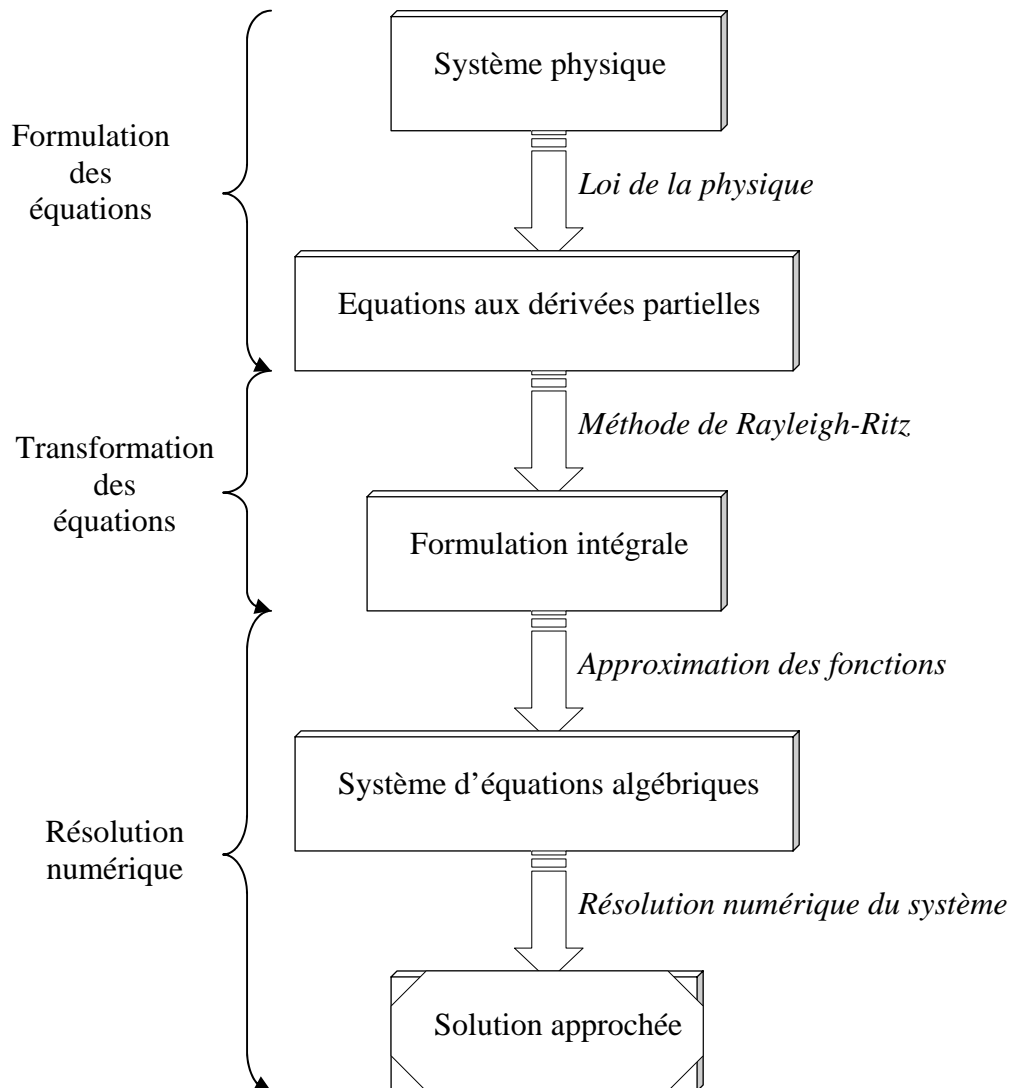 Système physique
Formulation
des
équations
Loi de la physique
Equations aux dérivées partielles
Méthode de Rayleigh-Ritz
Transformation
des
équations
Formulation intégrale
Approximation des fonctions
Système d’équations algébriques
Résolution
numérique
Résolution numérique du système
Solution approchée